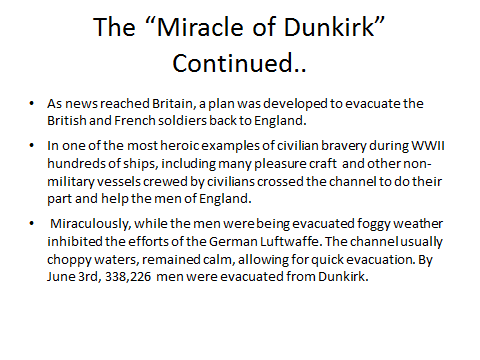 The “Miracle of Dunkirk”
Continued..
• As news reached Britain, a plan was developed to evacuate the
British and French soldiers back to England.
• In one of the most heroic examples of civilian bravery during WWII
hundreds of ships, including many pleasure craft and other non-
military vessels crewed by civilians crossed the channel to do their
part and help the men of England.
• Miraculously, while the men were being evacuated foggy weather
inhibited the efforts of the German Luftwaffe. The channel usually
choppy waters, remained calm, allowing for quick evacuation. By
June 3rd, 338,226 men were evacuated from Dunkirk.